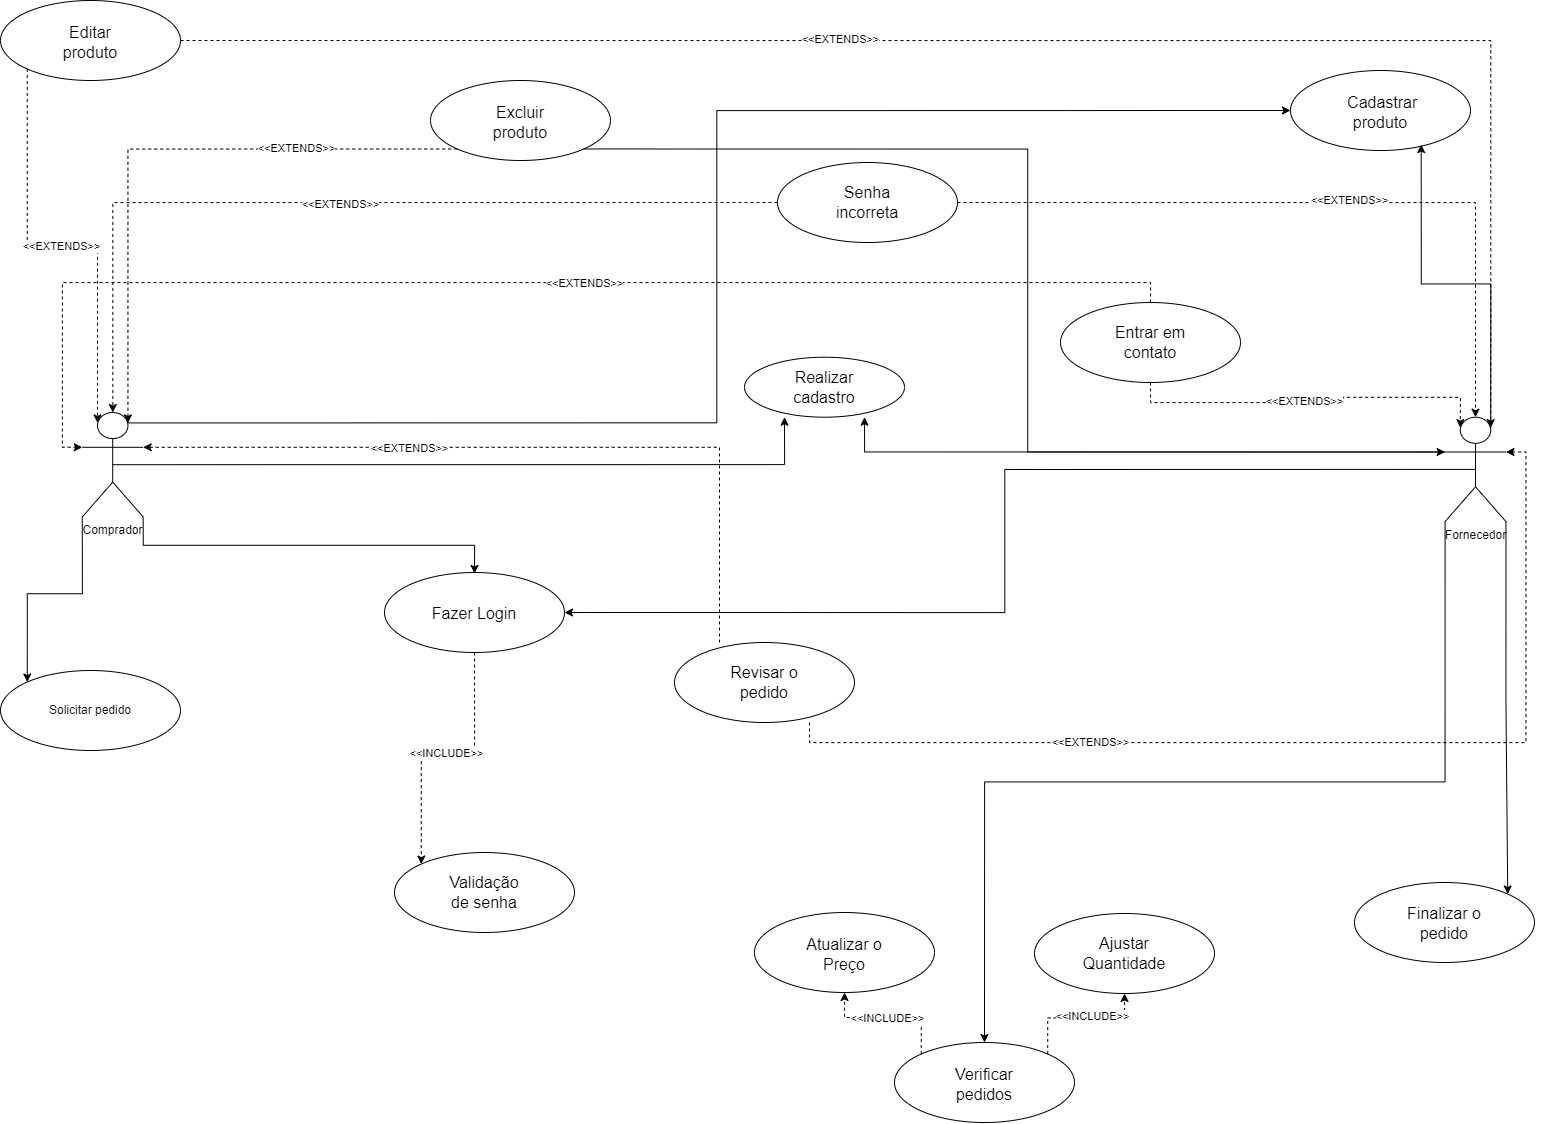 Editar
produto
<<EXTENDS>>
Excluir
produto
Cadastrar
produto
<<EXTENDS>>
Senha
incorreta
<<EXTENDS>>
<<EXTENDS>>
<<EXTENDS>>
<<EXTENDS>>
Entrar em
contato
Realizar
cadastro
<<EXTENDS>>
<<EXTENDS>>
Comprador
Fornecedor
Fazer Login
Revisar o
pedido
Solicitar pedido
<<EXTENDS>>
<<INCLUDE>>
Validação
de senha
Finalizar o
pedido
Atualizar o
Preço
Ajustar
Quantidade
<<INCLUDE>>
<<INCLUDE>>
Verificar
pedidos